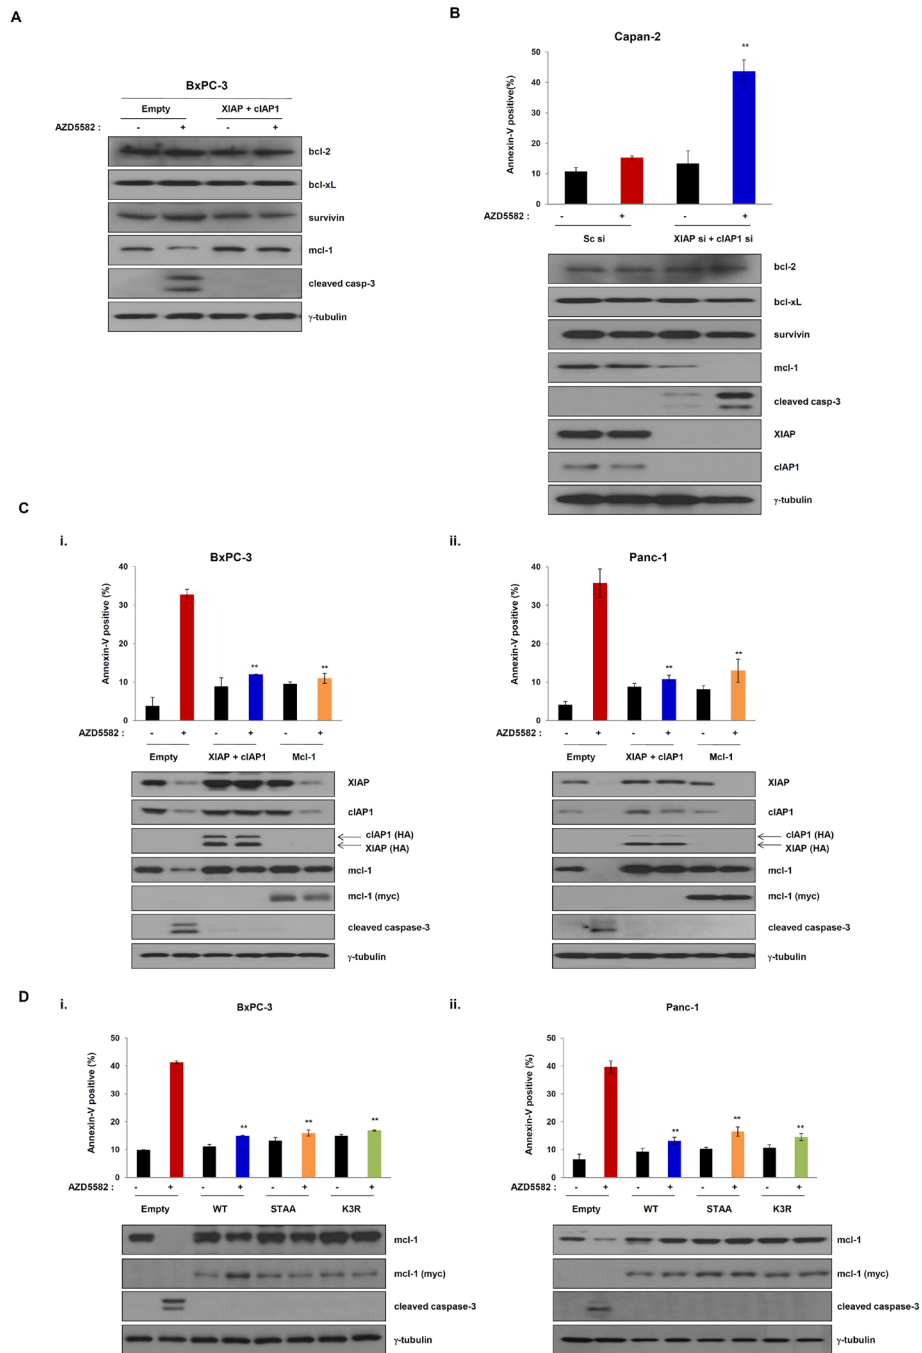 A
BxPC-3
Empty XIAP + cIAP1
AZD5582 : - + - +
bcl-2
bcl-xL
survivin
mcl-1
cleaved casp-3
γ-tubulin
B
Capan-2
Annexin-V positive(%)
50
40
30
20
10
0
**
AZD5582 : - + - +
Sc si XIAP si + cIAP1 si
bcl-2
bcl-xL
survivin
mcl-1
cleaved casp-3
XIAP
cIAP1
γ-tubulin
C
i.
BxPC-3
Annexin-V positive (%)
40
30
20
10
0
** **
AZD5582 : - + - + - +
Empty XIAP + cIAP1 Mcl-1
XIAP
cIAP1
cIAP1 (HA)
XIAP (HA)
mcl-1
mcl-1 (myc)
cleaved caspase-3
γ-tubulin
ii.
Panc-1
Annexin-V positive (%)
40
30
20
10
0
** **
AZD5582 : - + - + - +
Empty XIAP + cIAP1 Mcl-1
XIAP
cIAP1
cIAP1 (HA)
XIAP (HA)
mcl-1
mcl-1 (myc)
cleaved caspase-3
γ-tubulin
D
i.
BxPC-3
Annexin-V positive (%)
50
40
30
20
10
0
** ** **
AZD5582 : - + - + - + - +
Empty WT STAA K3R
mcl-1
mcl-1 (myc)
cleaved caspase-3
γ-tubulin
ii.
Panc-1
Annexin-V positive (%)
50
40
30
20
10
0
** ** **
AZD5582 : - + - + - + - +
Empty WT STAA K3R
mcl-1
mcl-1 (myc)
cleaved caspase-3
γ-tubulin